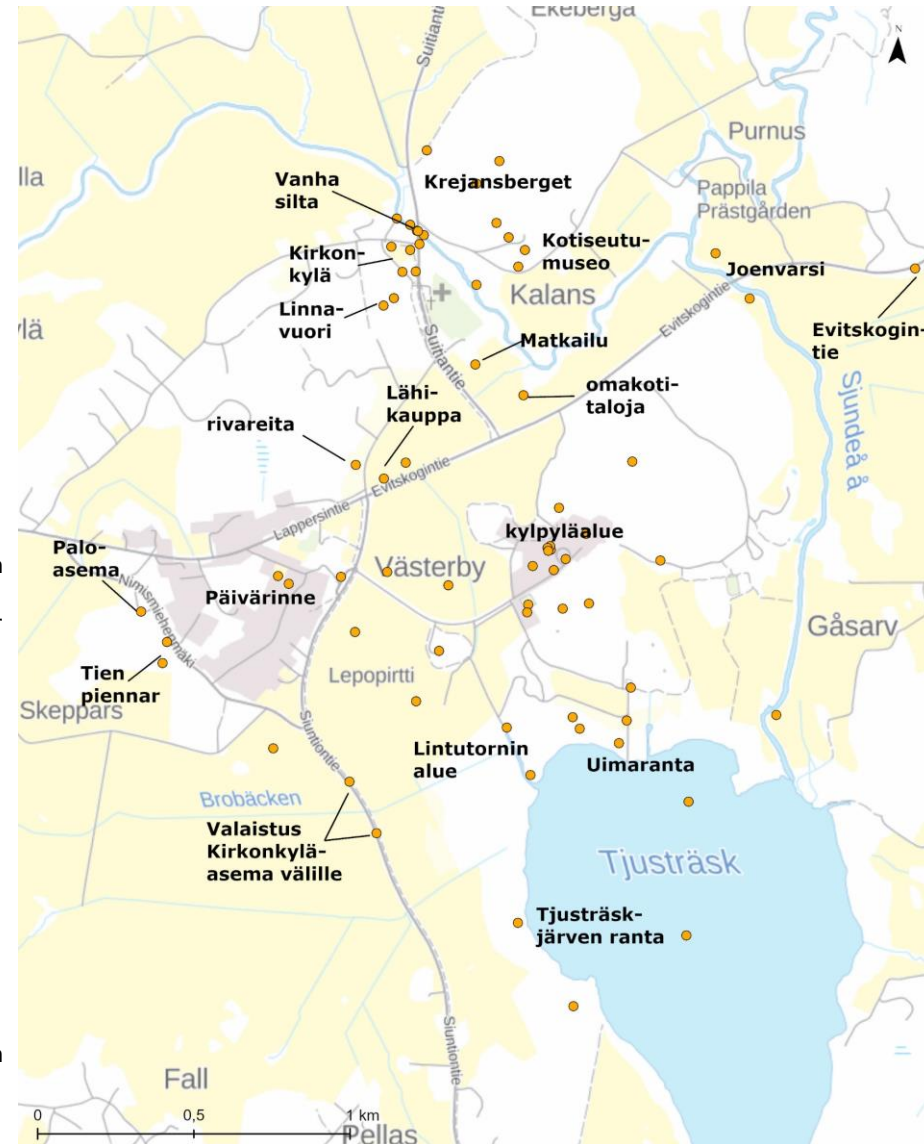 Ekeberga
N
Suitiantie
Purnus
lla
Vanha
silta
Krejansberget
Pappila
Prästgården
Kirkon-
kylä
Kotiseutu-
museo
Joenvarsi
Kalans
Linna-
vuori
Evitskogintie
Evitskogin-
tie
ylä
Suitiantie
Matkailu
Lähi-
kauppa
omakoti-
taloja
Sjundeå å
rivareita
Evitskogintie
Lappersintie
kylpyläalue
Palo-
asema
Västerby
Nimismiehenmäki
Päivärinne
Gåsarv
Tien
piennar
Lepopirtti
Skeppars
Siuntiontie
Lintutornin
alue
Uimaranta
Brobäcken
Valaistus
Kirkonkylä-
asema välille
Tjusträsk
Tjusträsk-
järven ranta
Siuntiontie
Fall
0
0,5
1 km
Pellas